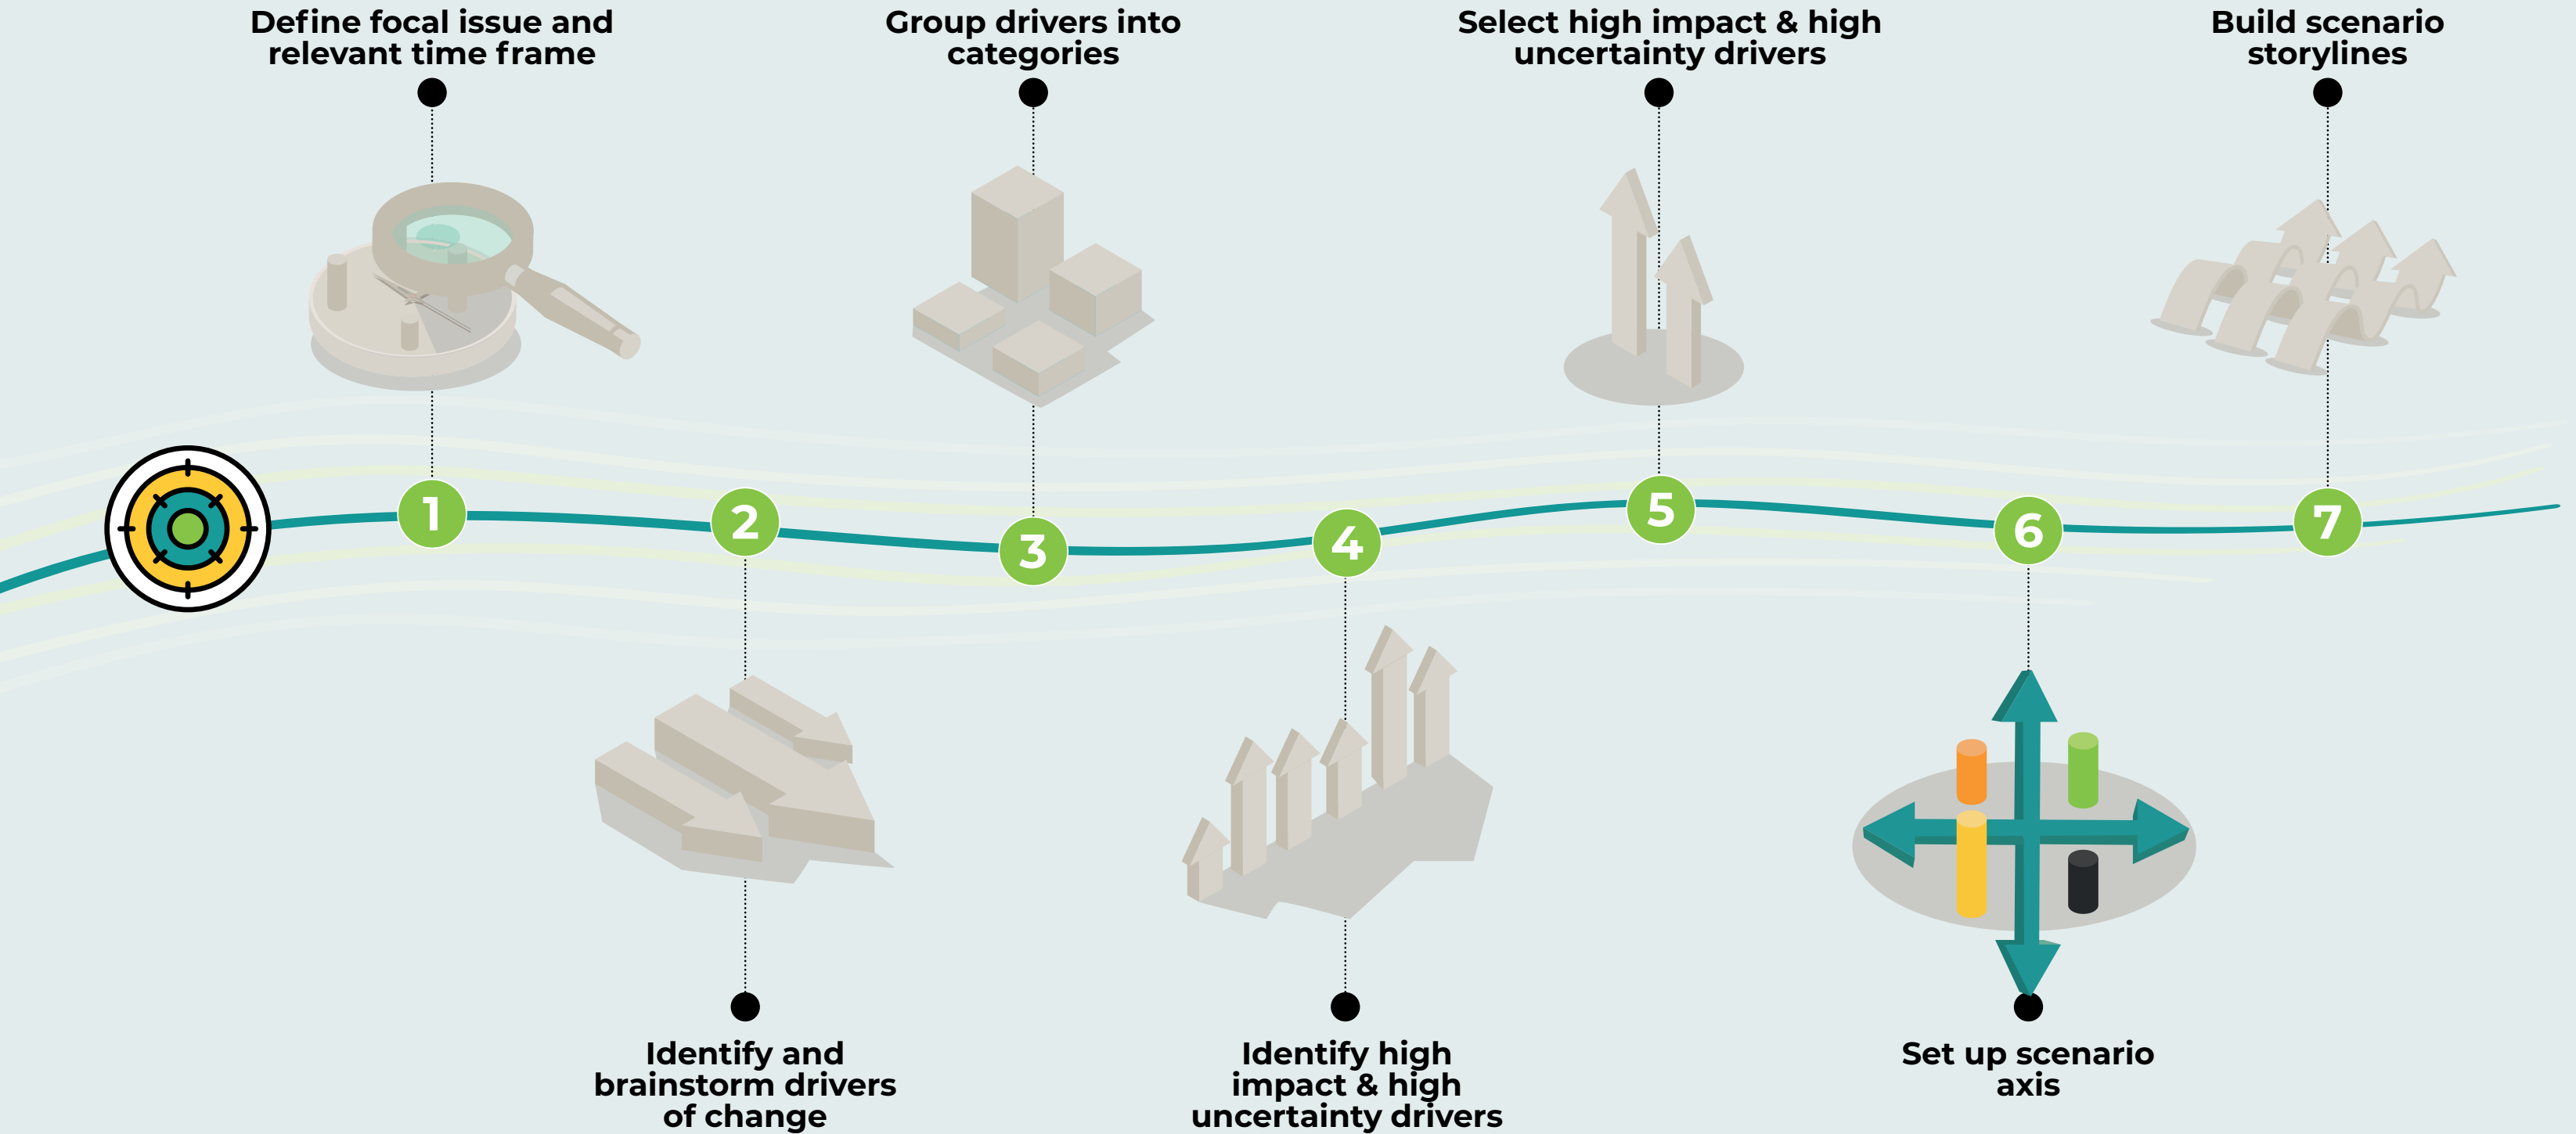 Define focal issue and
relevant time frame
Group drivers into
categories
Select high impact & high
uncertainty drivers
Build scenario
storylines
1
2
3
4
5
6
7
Identify and
brainstorm drivers
of change
Identify high
impact & high
uncertainty drivers
Set up scenario
axis